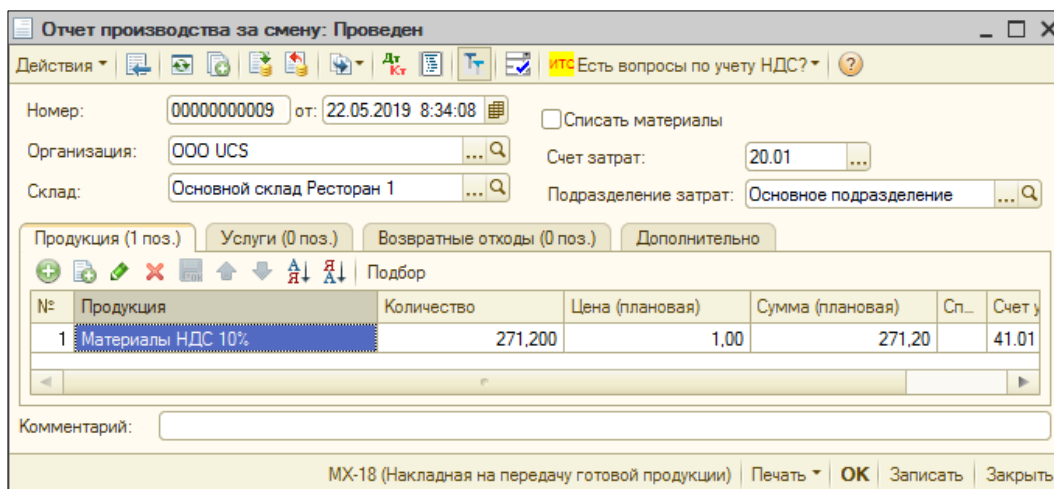 Отчет производства за смену: Проведен
Действия ИТС Есть вопросы по учету НДС?
Номер: 00000000009 от: 22.05.2019 8:34:08 Списать материалы
Организация: ООО UCS Счет затрат: 20.01
Склад: Основной склад Ресторан 1 Подразделение затрат: Основное подразделение
Продукция (1 поз.) Услуги (0 поз.) Возвратные отходы (0 поз.) Дополнительно
Подбор
№ Продукция Количество Цена (плановая) Сумма (плановая) Сп... Счет у
1 Материалы НДС 10% 271,200 1,00 271,20 41.01
Комментарий:
МХ-18 (Накладная на передачу готовой продукции) Печать ОК Записать Закрыть